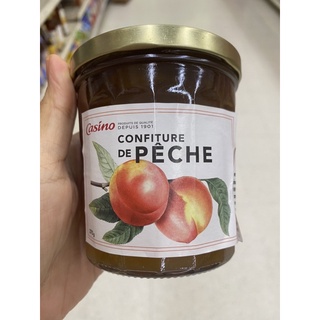 Casino
PRODUITS DE QUALITÉ
DEPUIS 1901
CONFITURE
DE PÊCHE